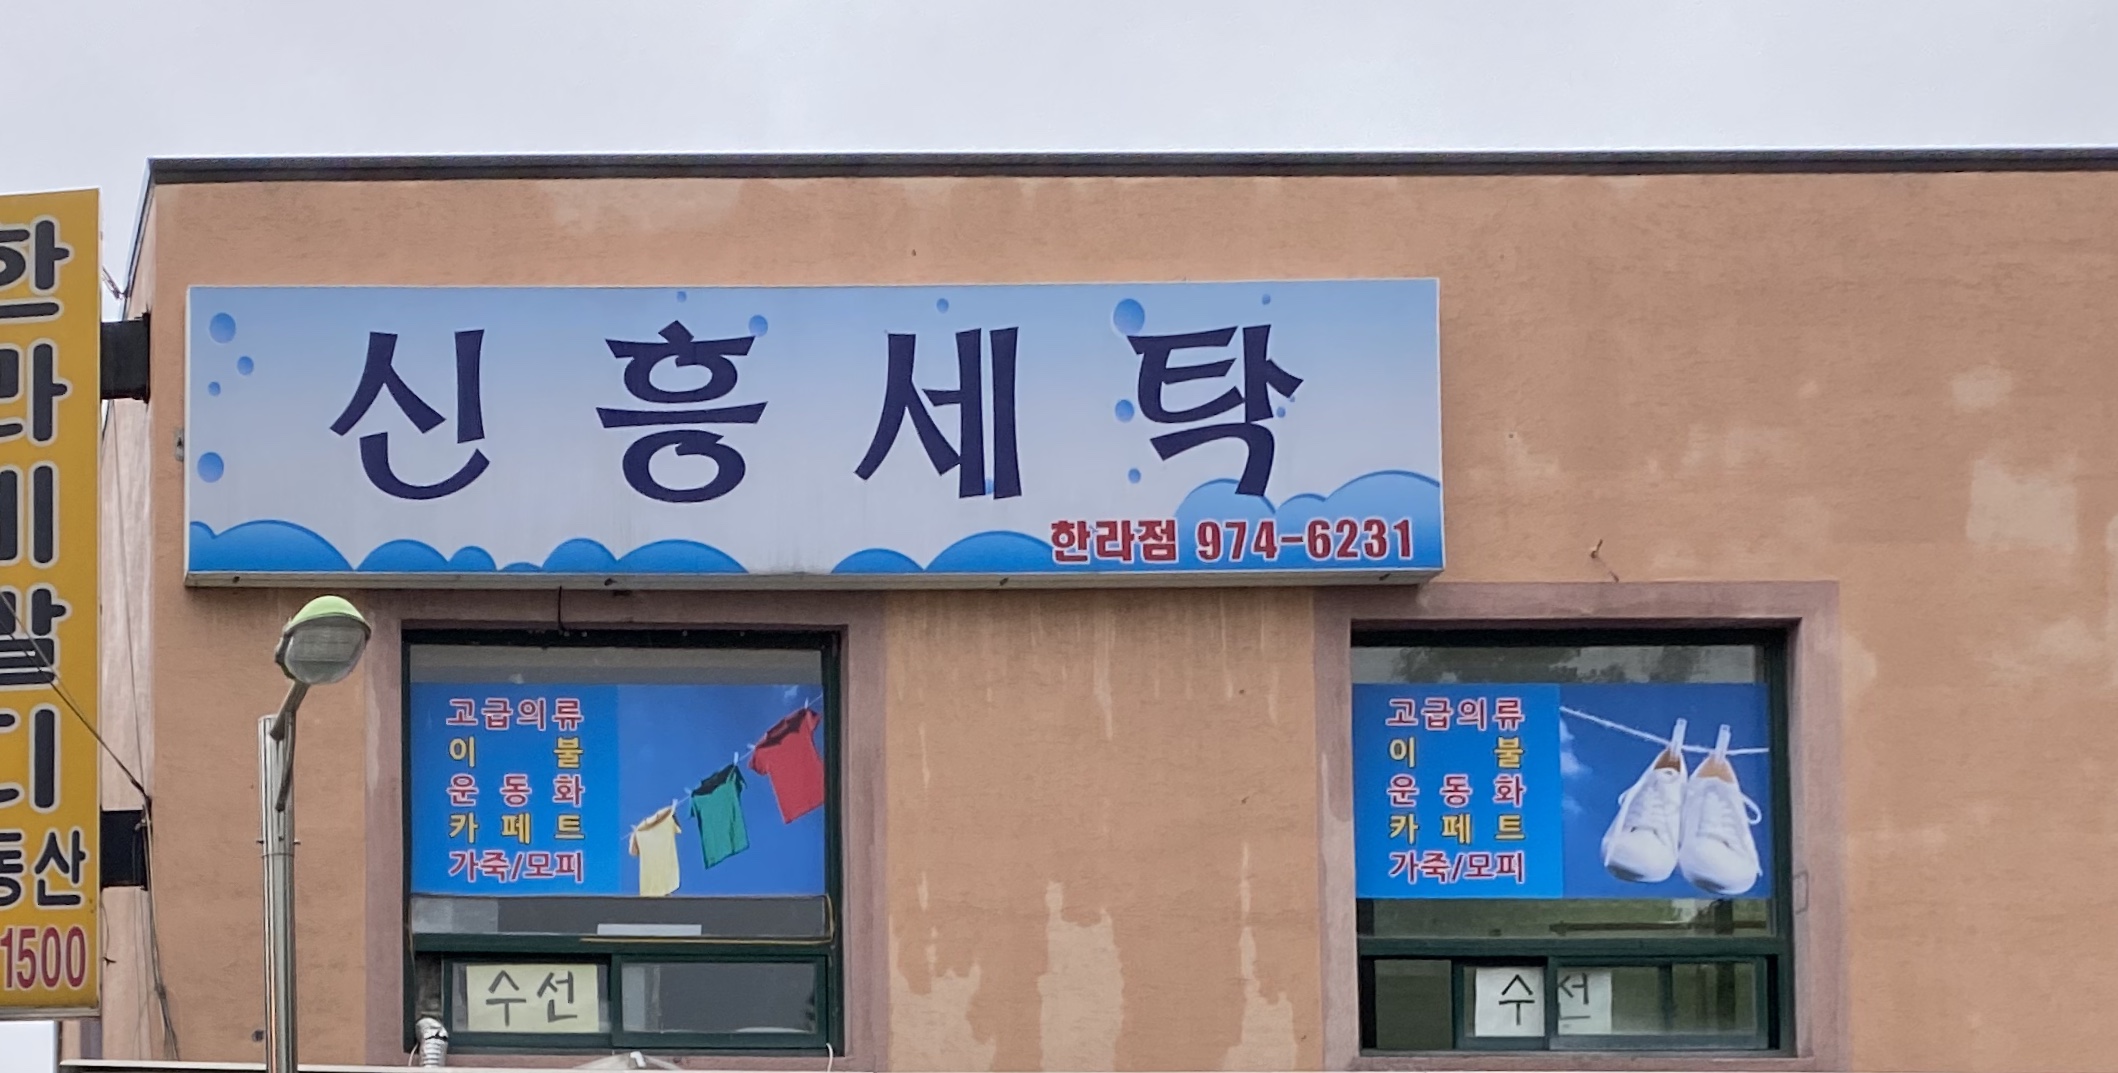 한라비발디
동산
1500
신흥세탁
한라점 974-6231
고급의류
이불
운동화
카페트
가죽/모피
수선
고급의류
이불
운동화
카페트
가죽/모피
수선